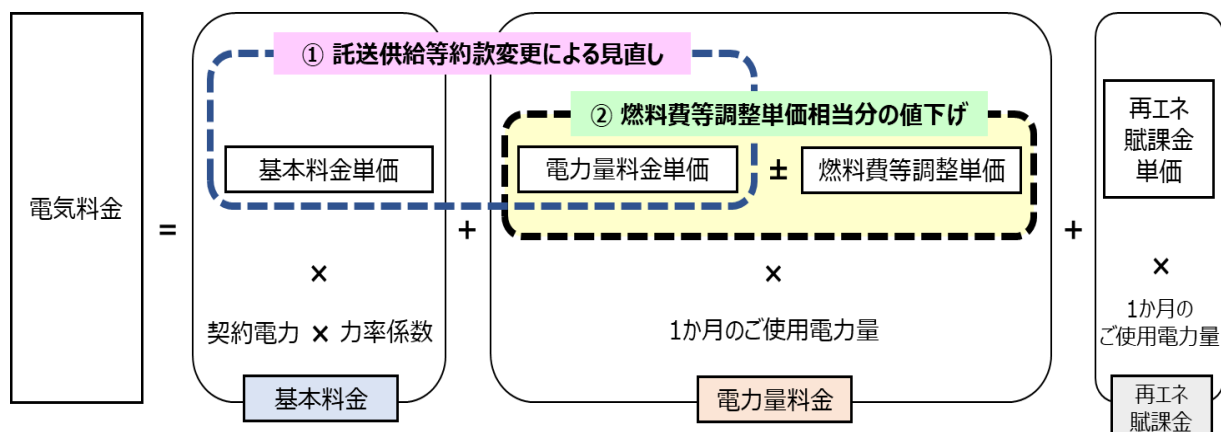 ① 託送供給等約款変更による見直し
② 燃料費等調整単価相当分の値下げ
電気料金
=
基本料金単価
×
契約電力 × 力率係数
基本料金
+
電力量料金単価 ± 燃料費等調整単価
×
1か月のご使用電力量
電力量料金
+
再エネ
賦課金
単価
×
1か月の
ご使用電力量
再エネ
賦課金